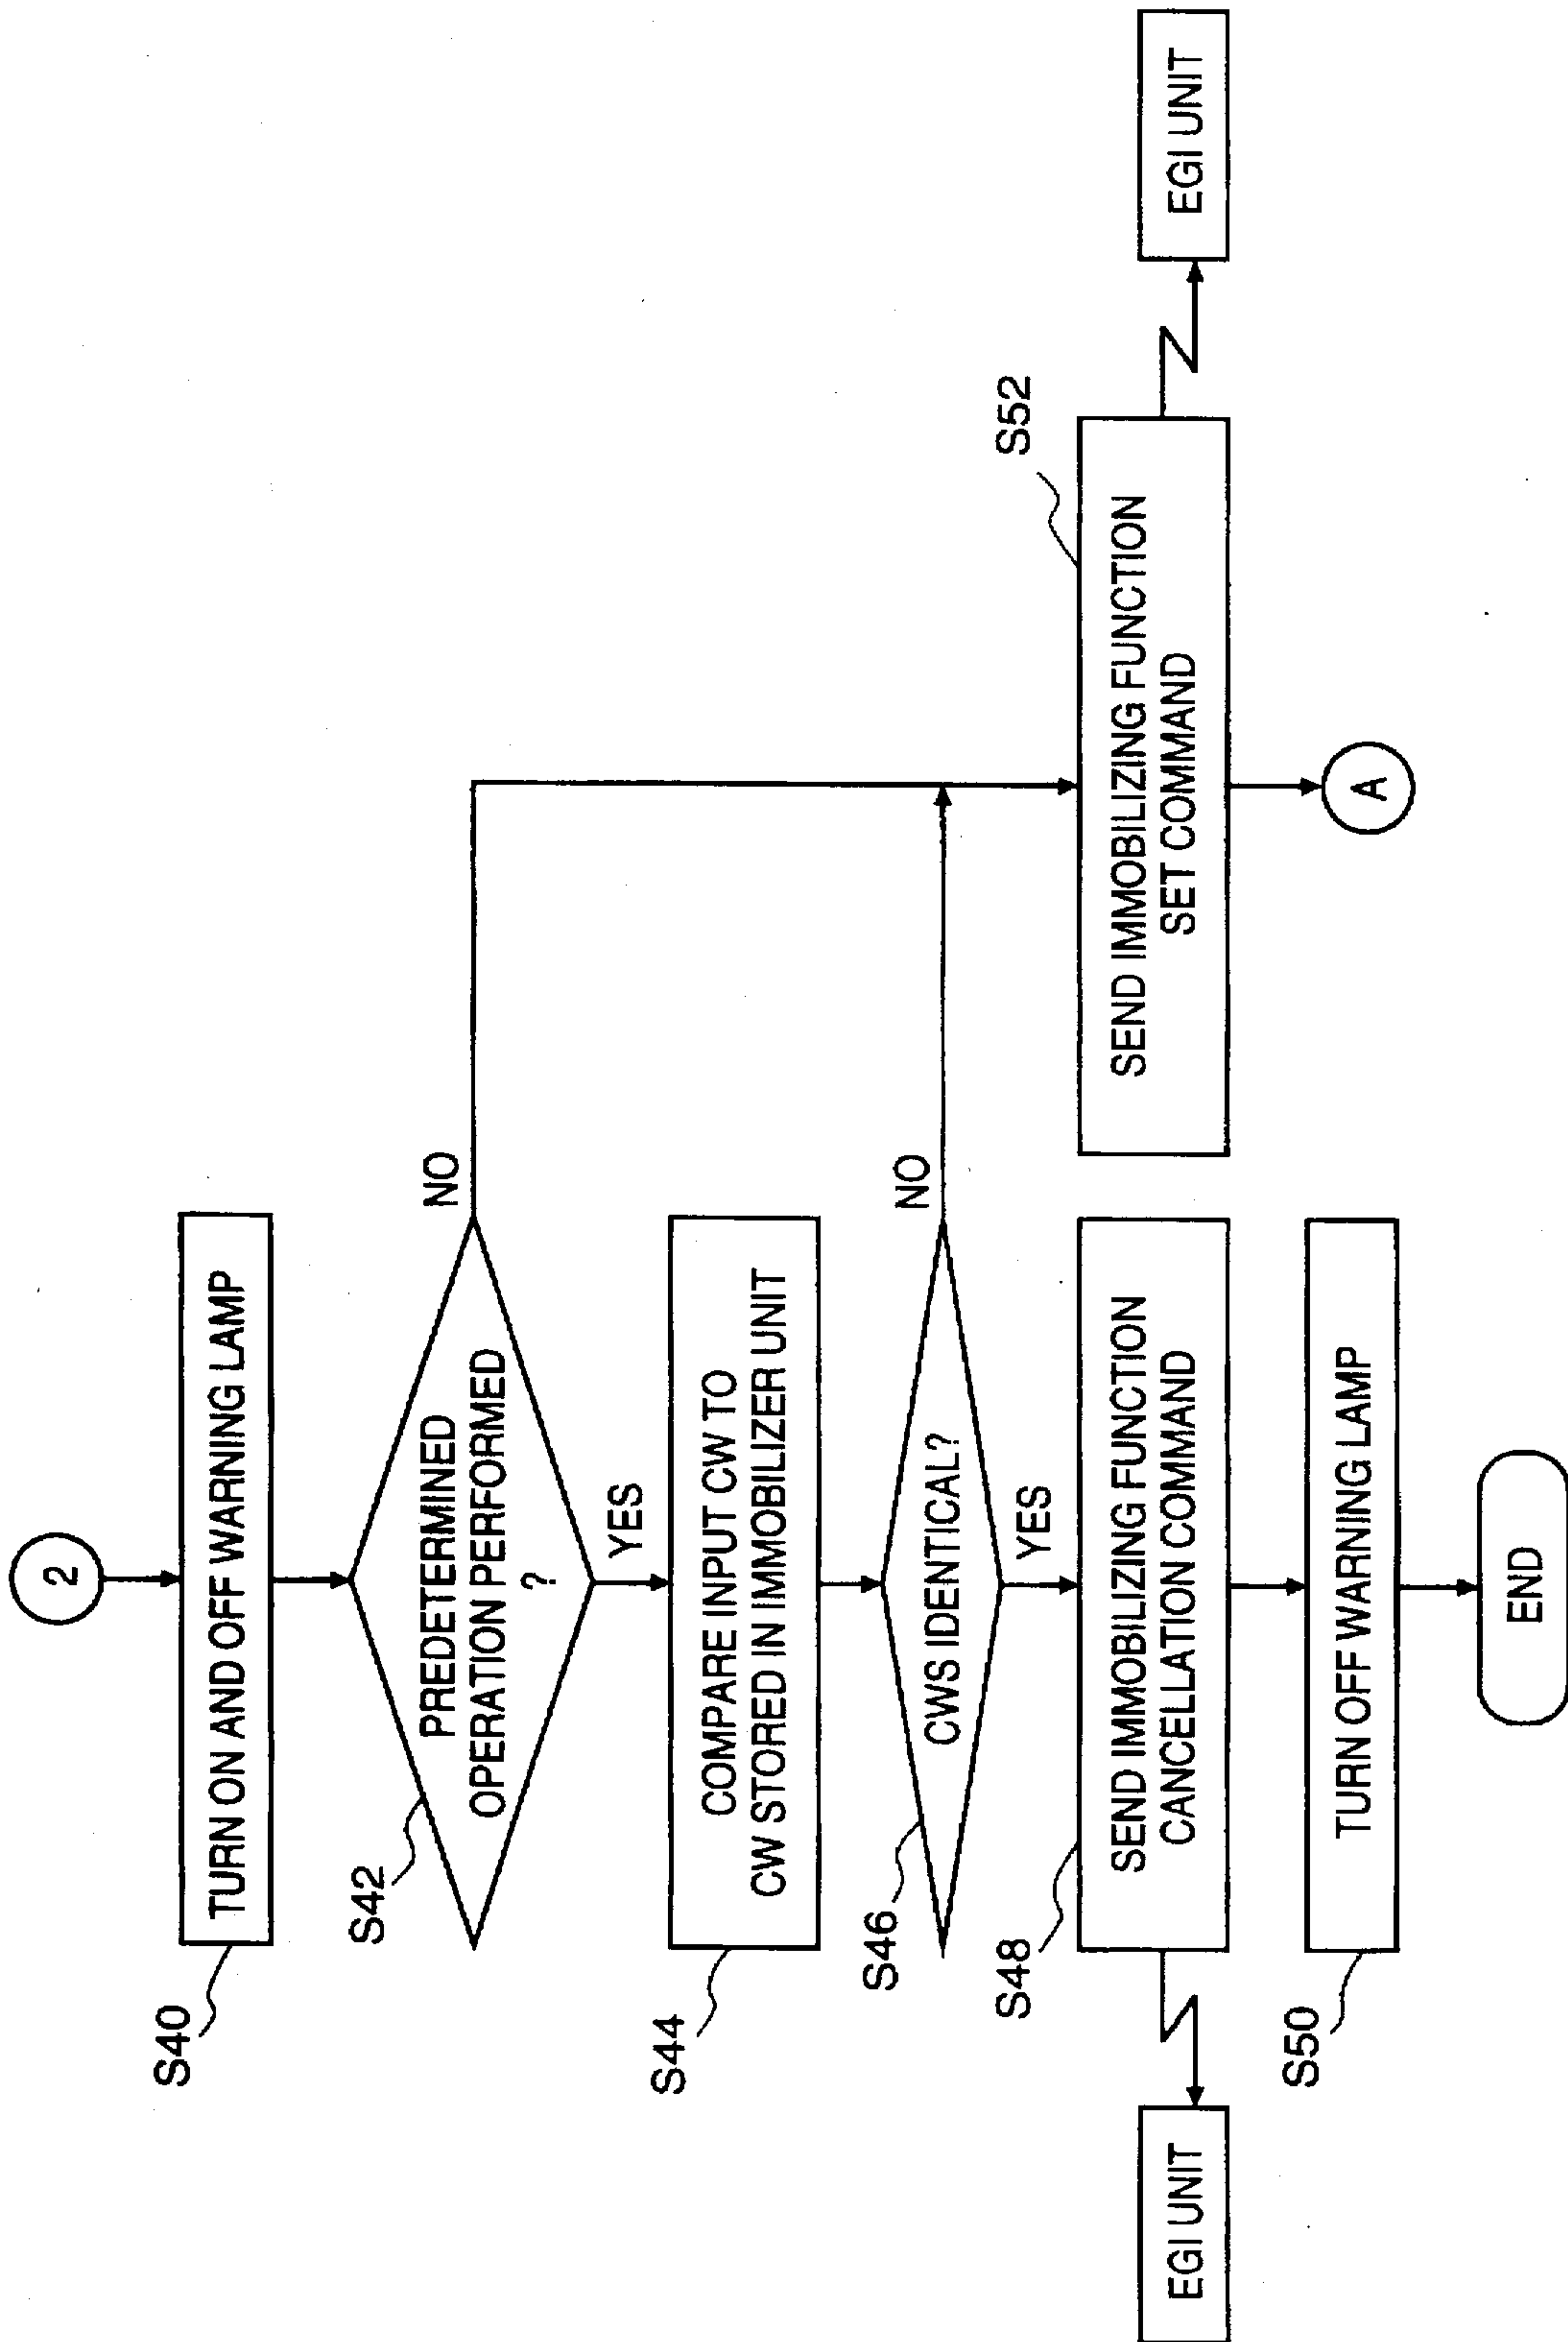 2
S40
TURN ON AND OFF WARNING LAMP
S42
PREDETERMINED
OPERATION PERFORMED
?
NO
YES
S44
COMPARE INPUT CW TO
CW STORED IN IMMOBILIZER UNIT
S46
CWS IDENTICAL?
NO
YES
EGI UNIT
S48
SEND IMMOBILIZING FUNCTION
CANCELLATION COMMAND
S52
SEND IMMOBILIZING FUNCTION
SET COMMAND
EGI UNIT
S50
TURN OFF WARNING LAMP
A
END